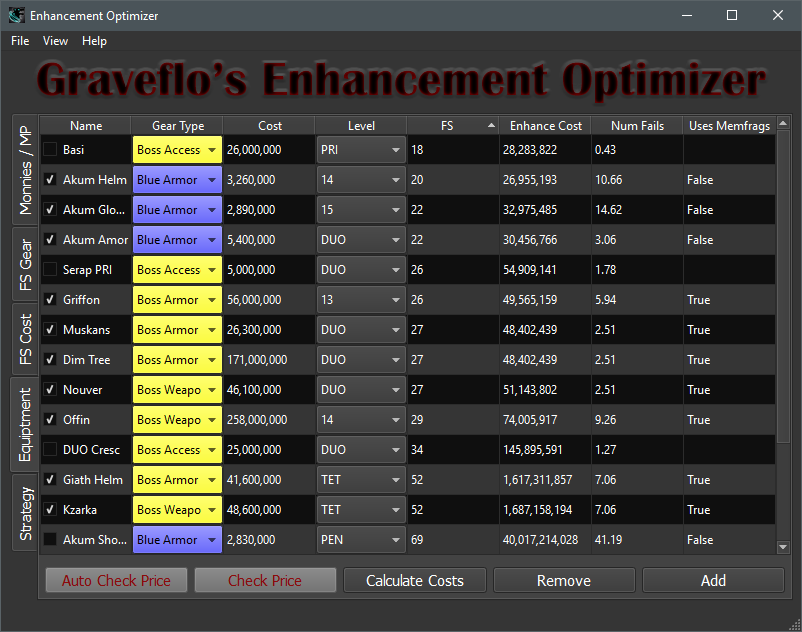 Enhancement Optimizer
File View Help
Graveflo's Enhancement Optimizer
Monnies / MP
FS Gear
FS Cost
Equiptment
Strategy
Name Gear Type Cost Level FS Enhance Cost Num Fails Uses Memfrags
Basi Boss Access 26,000,000 PRI 18 28,283,822 0.43
Akum Helm Blue Armor 3,260,000 14 20 26,955,193 10.66 False
Akum Glo... Blue Armor 2,890,000 15 22 32,975,485 14.62 False
Akum Amor Blue Armor 5,400,000 DUO 22 30,456,766 3.06 False
Serap PRI Boss Access 5,000,000 DUO 26 54,909,141 1.78
Griffon Boss Armor 56,000,000 13 26 49,565,159 5.94 True
Muskans Boss Armor 26,300,000 DUO 27 48,402,439 2.51 True
Dim Tree Boss Armor 171,000,000 DUO 27 48,402,439 2.51 True
Nouver Boss Weapo 46,100,000 DUO 27 51,143,802 2.51 True
Offin Boss Weapo 258,000,000 14 29 74,005,917 9.26 True
DUO Cresc Boss Access 25,000,000 DUO 34 145,895,591 1.27
Giath Helm Boss Armor 41,600,000 TET 52 1,617,311,857 7.06 True
Kzarka Boss Weapo 48,600,000 TET 52 1,687,158,194 7.06 True
Akum Sho... Blue Armor 2,830,000 PEN 69 40,017,214,028 41.19 False
Auto Check Price Check Price Calculate Costs Remove Add